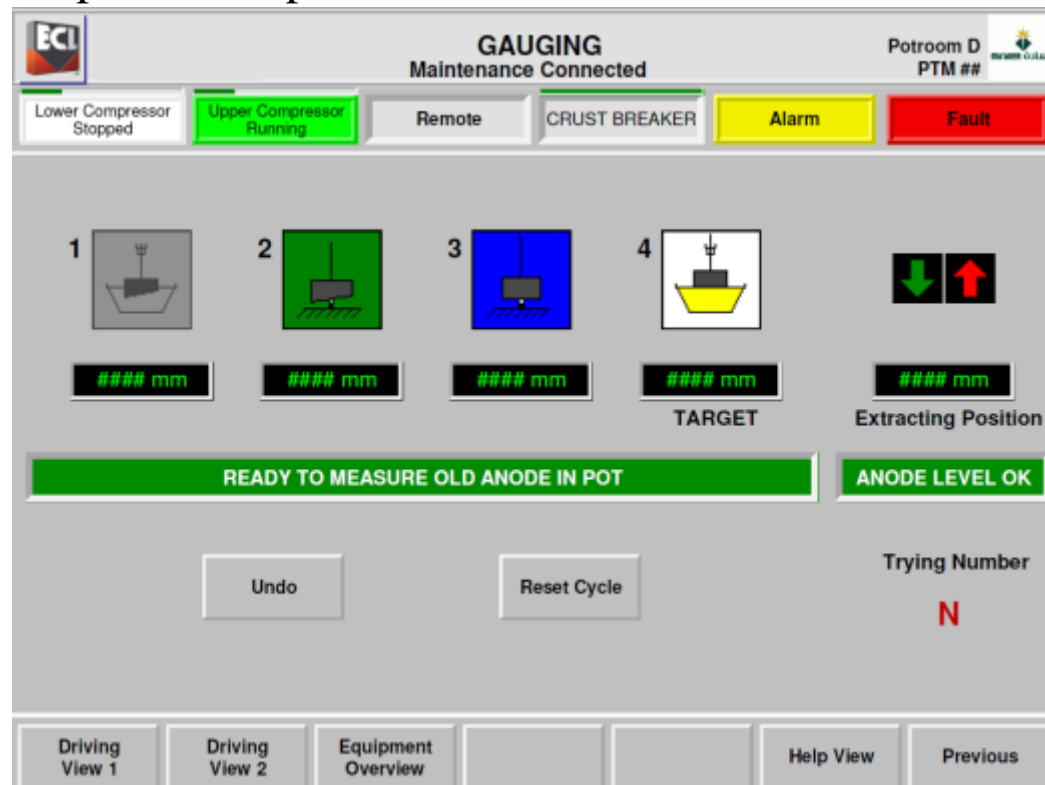 ECL
GAUGING
Maintenance Connected
Potroom D
PTM ##
Lower Compressor
Stopped
Upper Compressor
Running
Remote
CRUST BREAKER
Alarm
Fault
1
2
3
4
#### mm
#### mm
#### mm
#### mm
#### mm
TARGET
Extracting Position
READY TO MEASURE OLD ANODE IN POT
ANODE LEVEL OK
Undo
Reset Cycle
Trying Number
N
Driving
View 1
Driving
View 2
Equipment
Overview
Help View
Previous